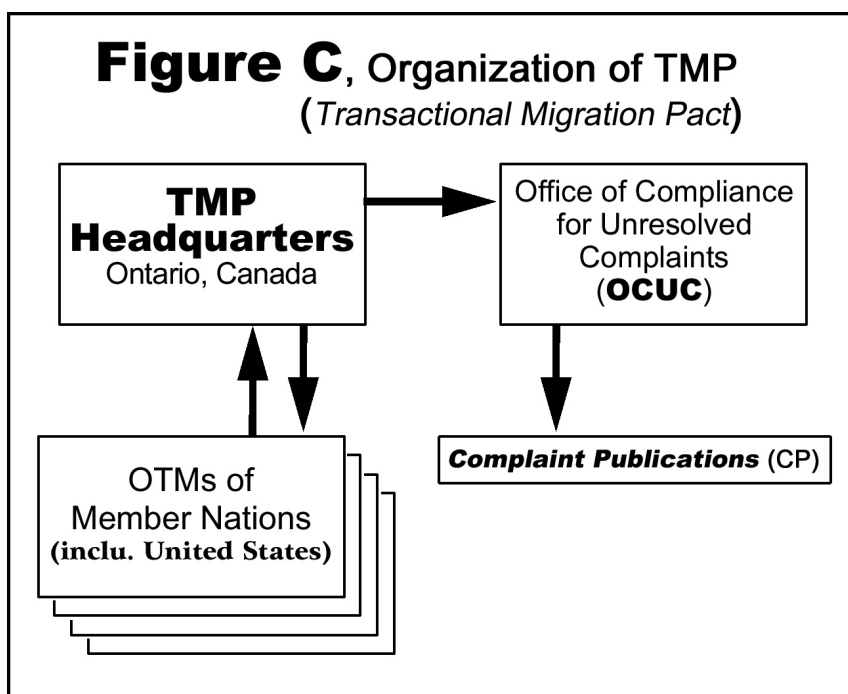 Figure C, Organization of TMP
(Transactional Migration Pact)
TMP
Headquarters
Ontario, Canada
Office of Compliance
for Unresolved
Complaints
(OCUC)
OTMs of
Member Nations
(inclu. United States)
Complaint Publications (CP)